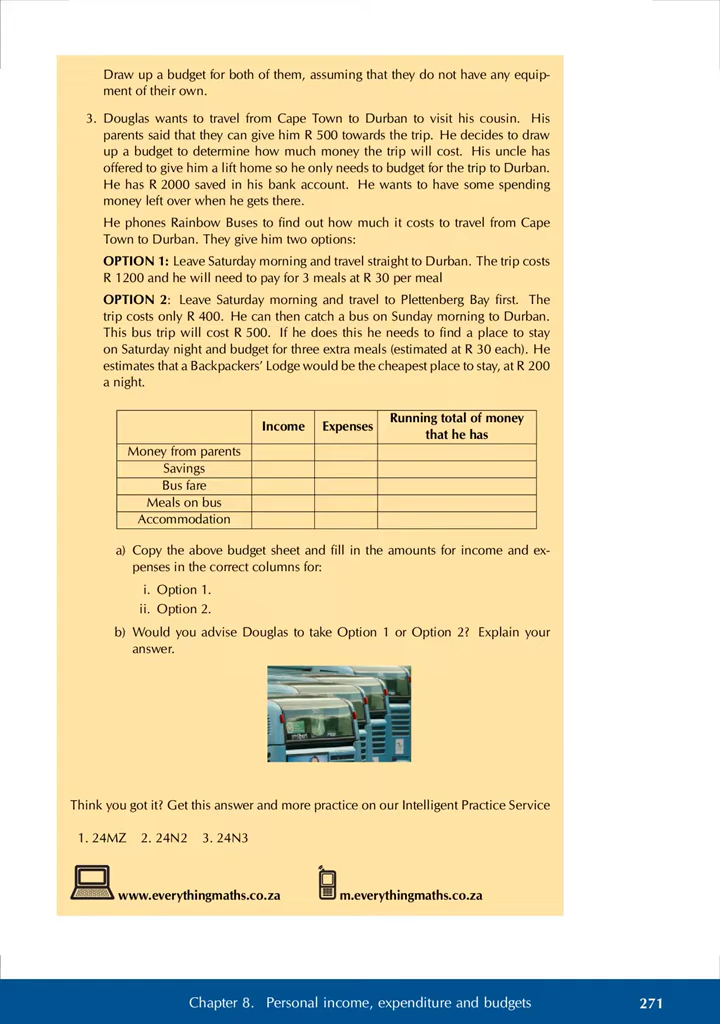 Draw up a budget for both of them, assuming that they do not have any equip-
ment of their own.
3. Douglas wants to travel from Cape Town to Durban to visit his cousin. His
parents said that they can give him R 500 towards the trip. He decides to draw
up a budget to determine how much money the trip will cost. His uncle has
offered to give him a lift home so he only needs to budget for the trip to Durban.
He has R 2000 saved in his bank account. He wants to have some spending
money left over when he gets there.
He phones Rainbow Buses to find out how much it costs to travel from Cape
Town to Durban. They give him two options:
OPTION 1: Leave Saturday morning and travel straight to Durban. The trip costs
R 1200 and he will need to pay for 3 meals at R 30 per meal
OPTION 2: Leave Saturday morning and travel to Plettenberg Bay first. The
trip costs only R 400. He can then catch a bus on Sunday morning to Durban.
This bus trip will cost R 500. If he does this he needs to find a place to stay
on Saturday night and budget for three extra meals (estimated at R 30 each). He
estimates that a Backpackers' Lodge would be the cheapest place to stay, at R 200
a night.
Income Expenses Running total of money
that he has
Money from parents
Savings
Bus fare
Meals on bus
Accommodation
a) Copy the above budget sheet and fill in the amounts for income and ex-
penses in the correct columns for:
i. Option 1.
ii. Option 2.
b) Would you advise Douglas to take Option 1 or Option 2? Explain your
answer.
Think you got it? Get this answer and more practice on our Intelligent Practice Service
1. 24MZ 2. 24N2 3. 24N3
www.everythingmaths.co.za m.everythingmaths.co.za
Chapter 8. Personal income, expenditure and budgets 271